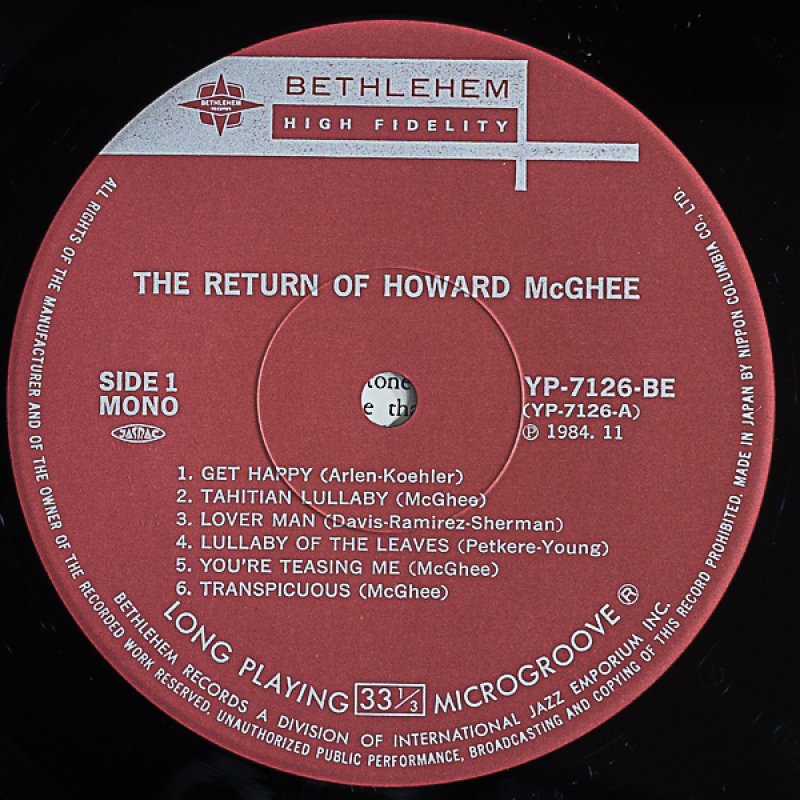 BETHLEHEM
RECORDS
BETHLEHEM
HIGH FIDELITY
THE RETURN OF HOWARD McGHEE
SIDE 1
MONO
JASRAC
YP-7126-BE
(YP-7126-A)
℗ 1984. 11
tone
e tha
1. GET HAPPY (Arlen-Koehler)
2. TAHITIAN LULLABY (McGhee)
3. LOVER MAN (Davis-Ramirez-Sherman)
4. LULLABY OF THE LEAVES (Petkere-Young)
5. YOU'RE TEASING ME (McGhee)
6. TRANSPICUOUS (McGhee)
LONG PLAYING 33 1/3 MICROGROOVE ®
BETHLEHEM RECORDS A DIVISION OF INTERNATIONAL JAZZ EMPORIUM INC.
ALL RIGHTS OF THE MANUFACTURER AND OF THE OWNER OF THE RECORDED WORK RESERVED. UNAUTHORIZED PUBLIC PERFORMANCE, BROADCASTING AND COPYING OF THIS RECORD PROHIBITED. MADE IN JAPAN BY NIPPON COLUMBIA CO., LTD.